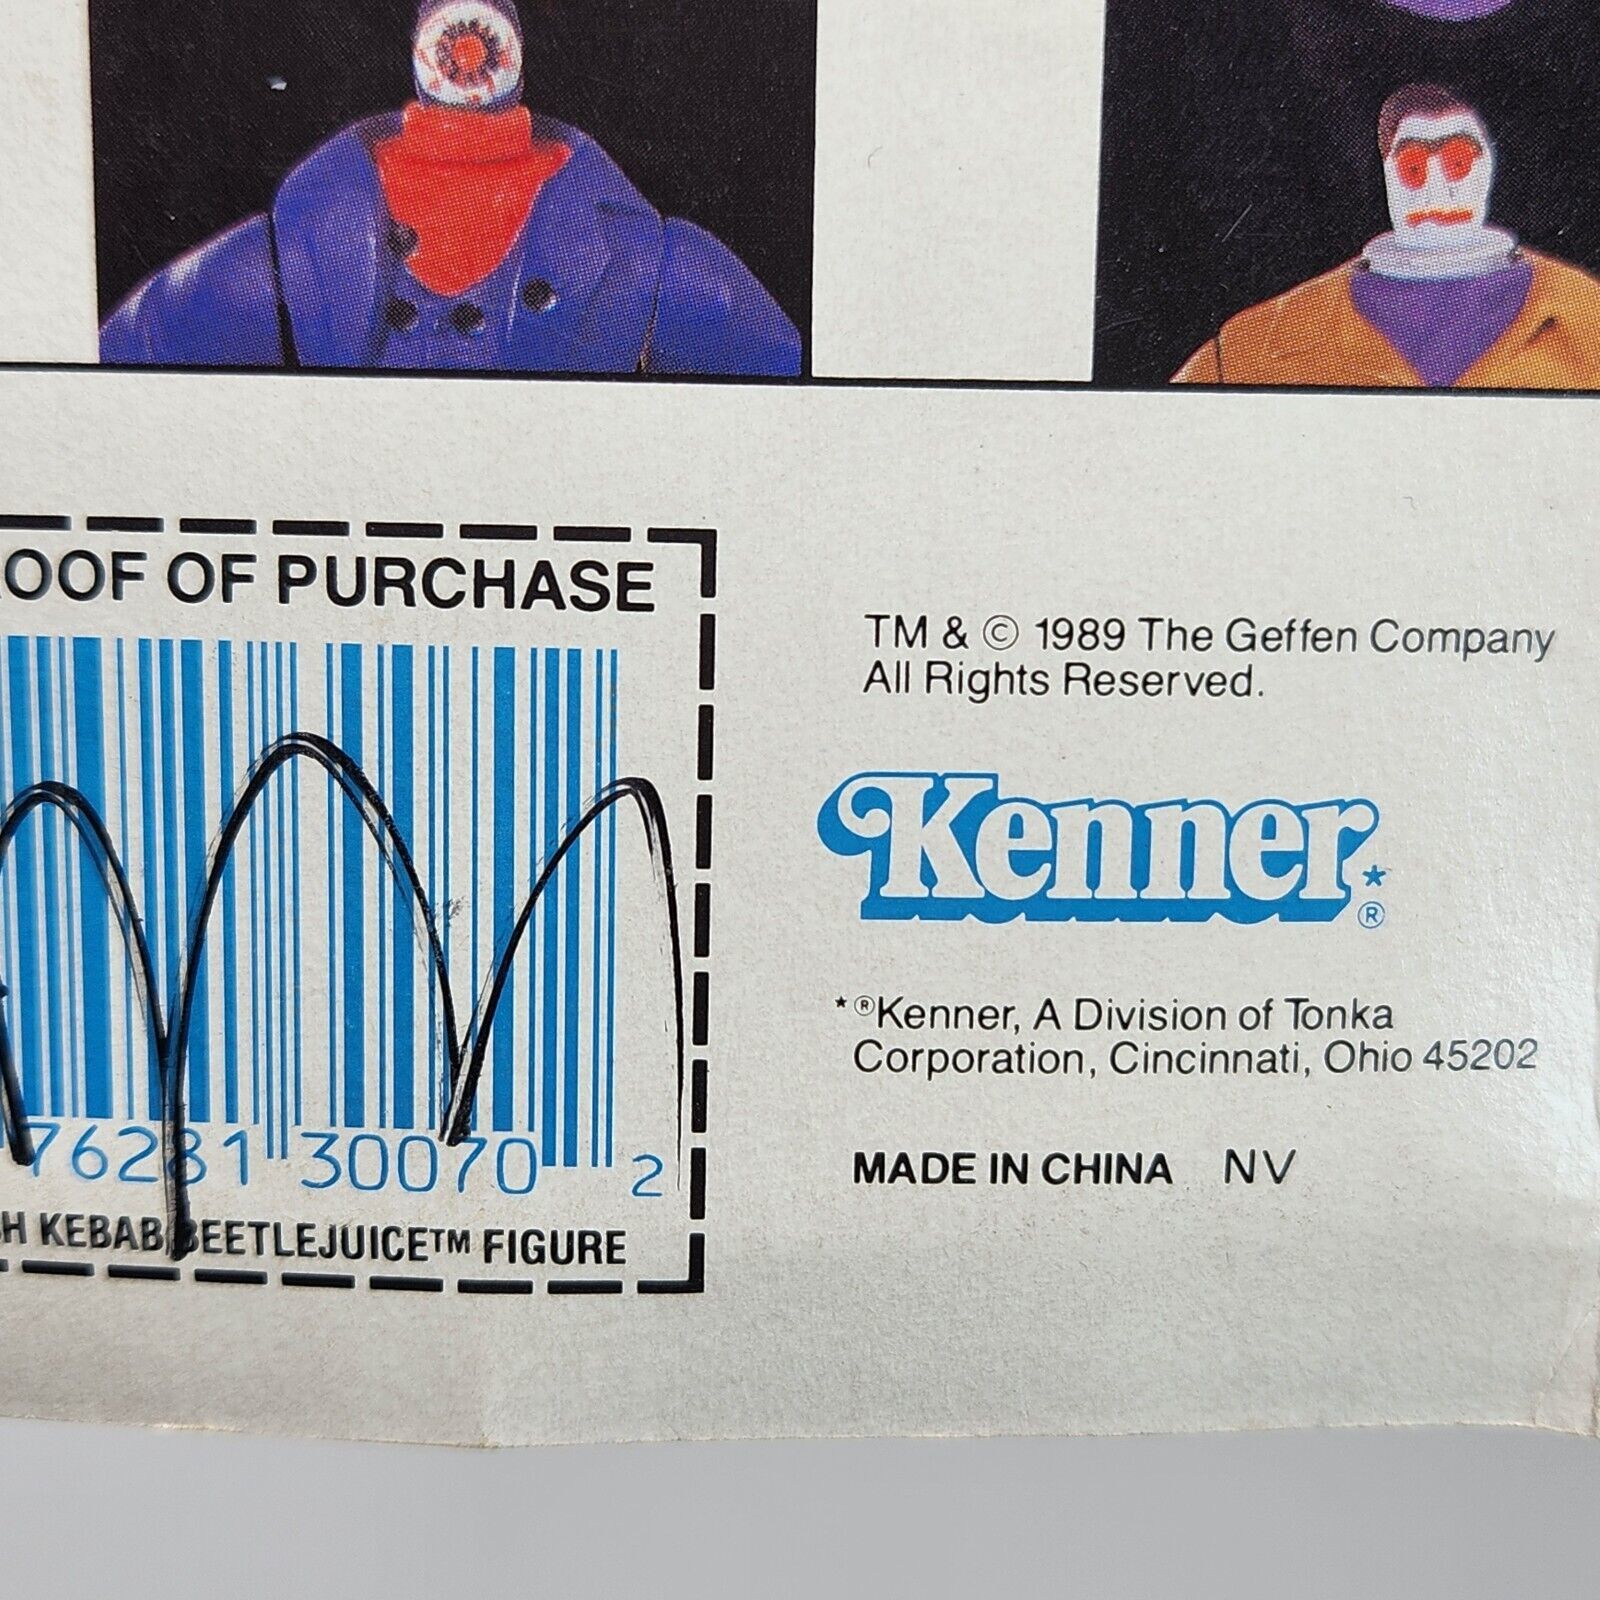 OOF OF PURCHASE
76281 30070 2
H KEBAB BEETLEJUICE™ FIGURE
TM & © 1989 The Geffen Company
All Rights Reserved.
Kenner*®
*®Kenner, A Division of Tonka
Corporation, Cincinnati, Ohio 45202
MADE IN CHINA NV